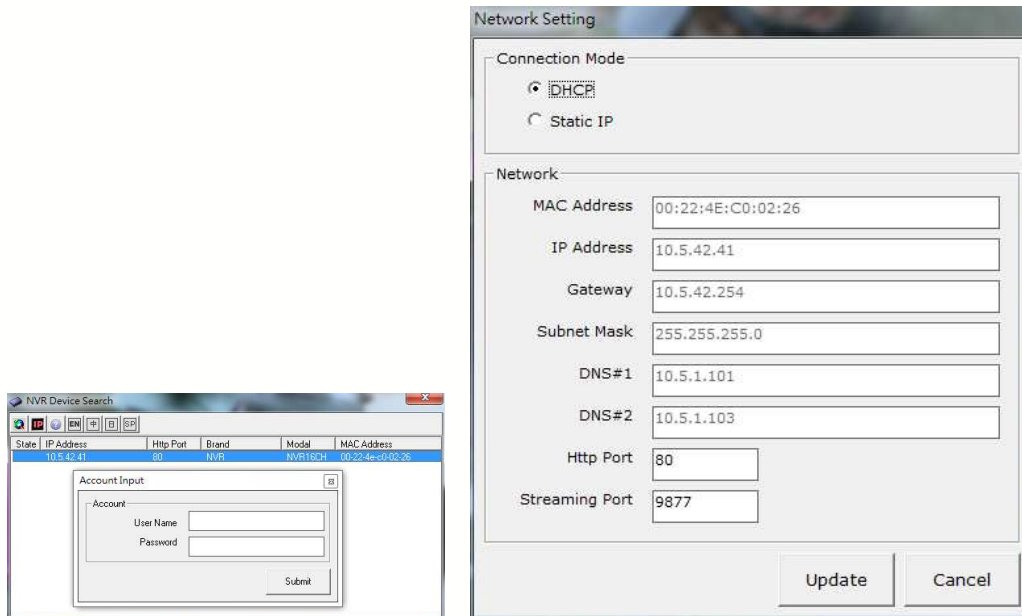 NVR Device Search
EN 中 日 SP
State IP Address Http Port Brand Modal MAC Address
10.5.42.41 80 NVR NVR16CH 00-22-4e-c0-02-26
Account Input
Account
User Name
Password
Submit
Network Setting
Connection Mode
DHCP
Static IP
Network
MAC Address 00:22:4E:C0:02:26
IP Address 10.5.42.41
Gateway 10.5.42.254
Subnet Mask 255.255.255.0
DNS#1 10.5.1.101
DNS#2 10.5.1.103
Http Port 80
Streaming Port 9877
Update Cancel